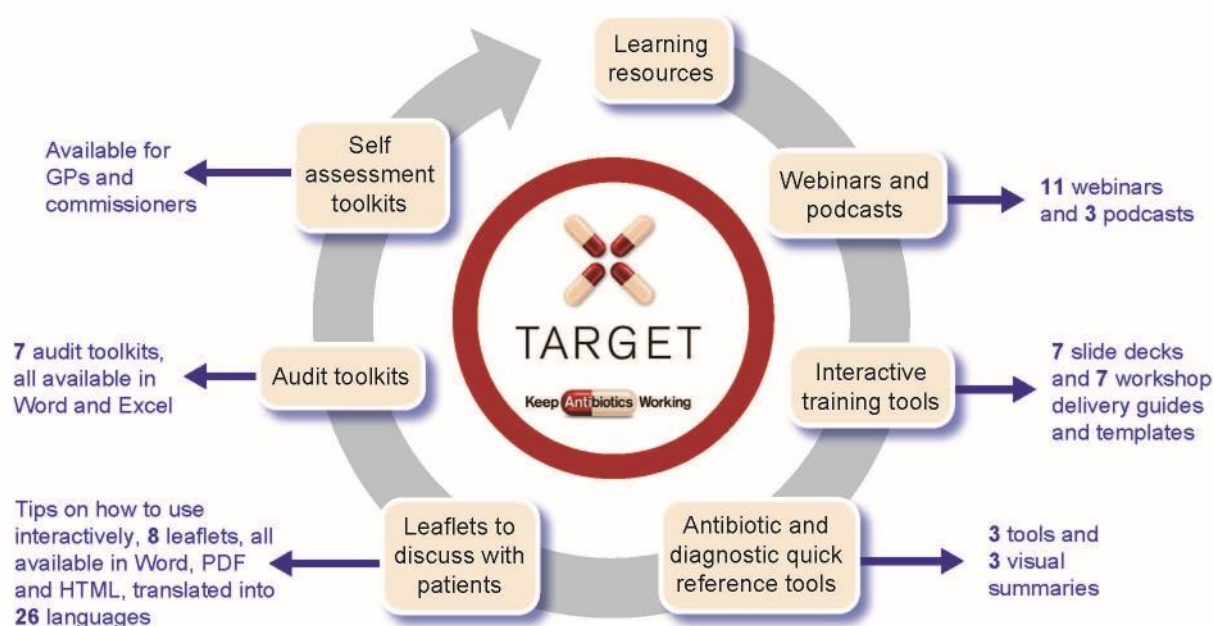 Learning
resources
Webinars and
podcasts
11 webinars
and 3 podcasts
Interactive
training tools
7 slide decks
and 7 workshop
delivery guides
and templates
Antibiotic and
diagnostic quick
reference tools
3 tools and
3 visual
summaries
Leaflets to
discuss with
patients
Tips on how to use
interactively, 8 leaflets, all
available in Word, PDF
and HTML, translated into
26 languages
Audit toolkits
7 audit toolkits,
all available in
Word and Excel
Self
assessment
toolkits
Available for
GPs and
commissioners
TARGET
Keep Antibiotics Working